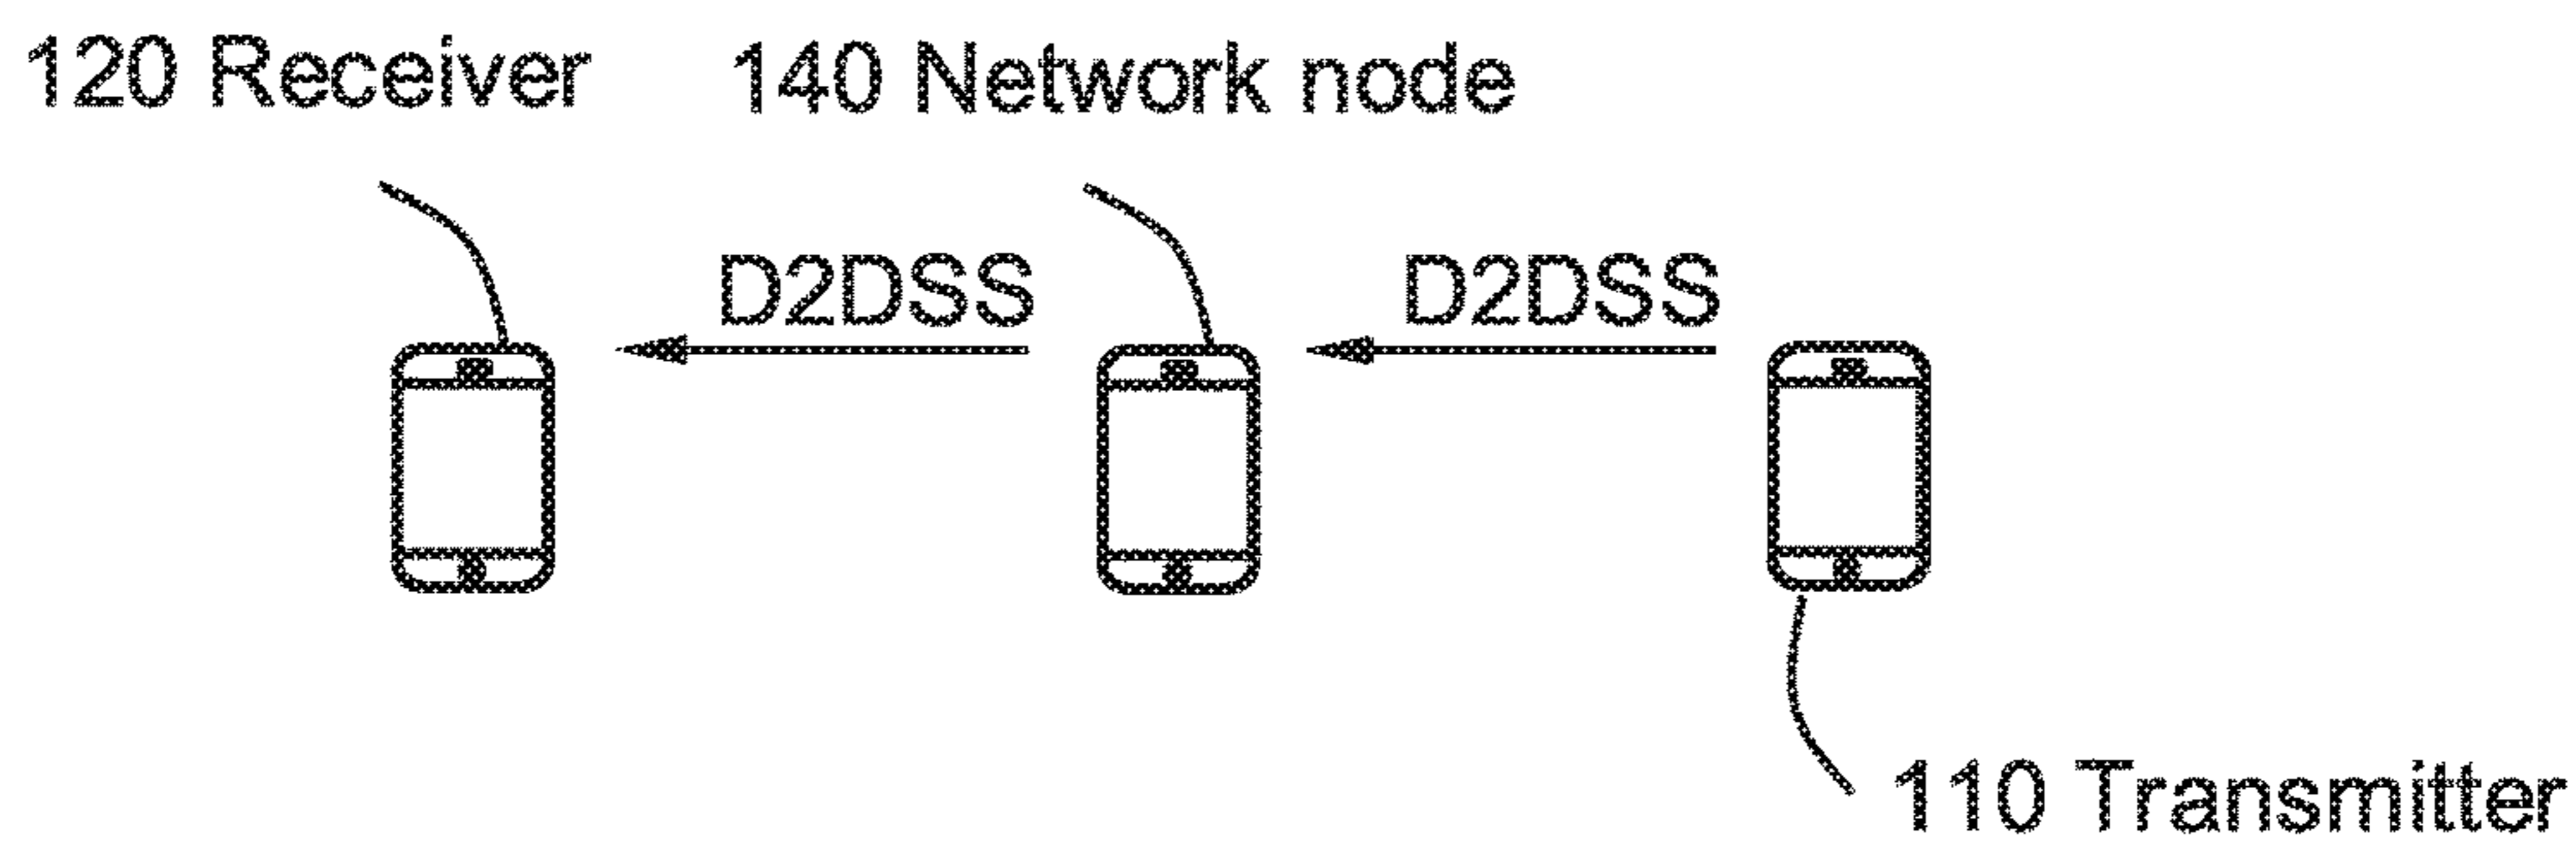 120 Receiver
140 Network node
D2DSS
D2DSS
110 Transmitter